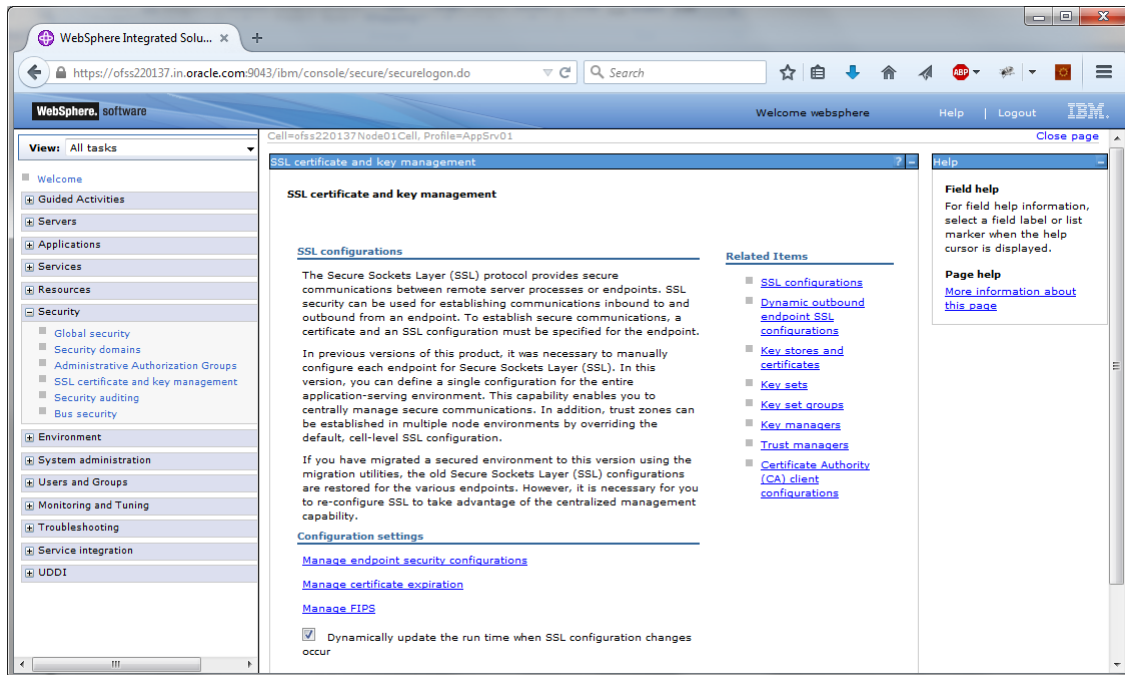 WebSphere Integrated Solu...
https://ofss220137.in.oracle.com:9043/ibm/console/secure/securelogon.do
Search
ABP
WebSphere. software
Welcome websphere
Help | Logout
IBM.
Cell=ofss220137Node01Cell, Profile=AppSrv01
Close page
View: All tasks
Welcome
Guided Activities
Servers
Applications
Services
Resources
Security
Global security
Security domains
Administrative Authorization Groups
SSL certificate and key management
Security auditing
Bus security
Environment
System administration
Users and Groups
Monitoring and Tuning
Troubleshooting
Service integration
UDDI
SSL certificate and key management
?
SSL certificate and key management
SSL configurations
The Secure Sockets Layer (SSL) protocol provides secure
communications between remote server processes or endpoints. SSL
security can be used for establishing communications inbound to and
outbound from an endpoint. To establish secure communications, a
certificate and an SSL configuration must be specified for the endpoint.
In previous versions of this product, it was necessary to manually
configure each endpoint for Secure Sockets Layer (SSL). In this
version, you can define a single configuration for the entire
application-serving environment. This capability enables you to
centrally manage secure communications. In addition, trust zones can
be established in multiple node environments by overriding the
default, cell-level SSL configuration.
If you have migrated a secured environment to this version using the
migration utilities, the old Secure Sockets Layer (SSL) configurations
are restored for the various endpoints. However, it is necessary for you
to re-configure SSL to take advantage of the centralized management
capability.
Configuration settings
Manage endpoint security configurations
Manage certificate expiration
Manage FIPS
Dynamically update the run time when SSL configuration changes
occur
Related Items
SSL configurations
Dynamic outbound
endpoint SSL
configurations
Key stores and
certificates
Key sets
Key set groups
Key managers
Trust managers
Certificate Authority
(CA) client
configurations
Help
Field help
For field help information,
select a field label or list
marker when the help
cursor is displayed.
Page help
More information about
this page